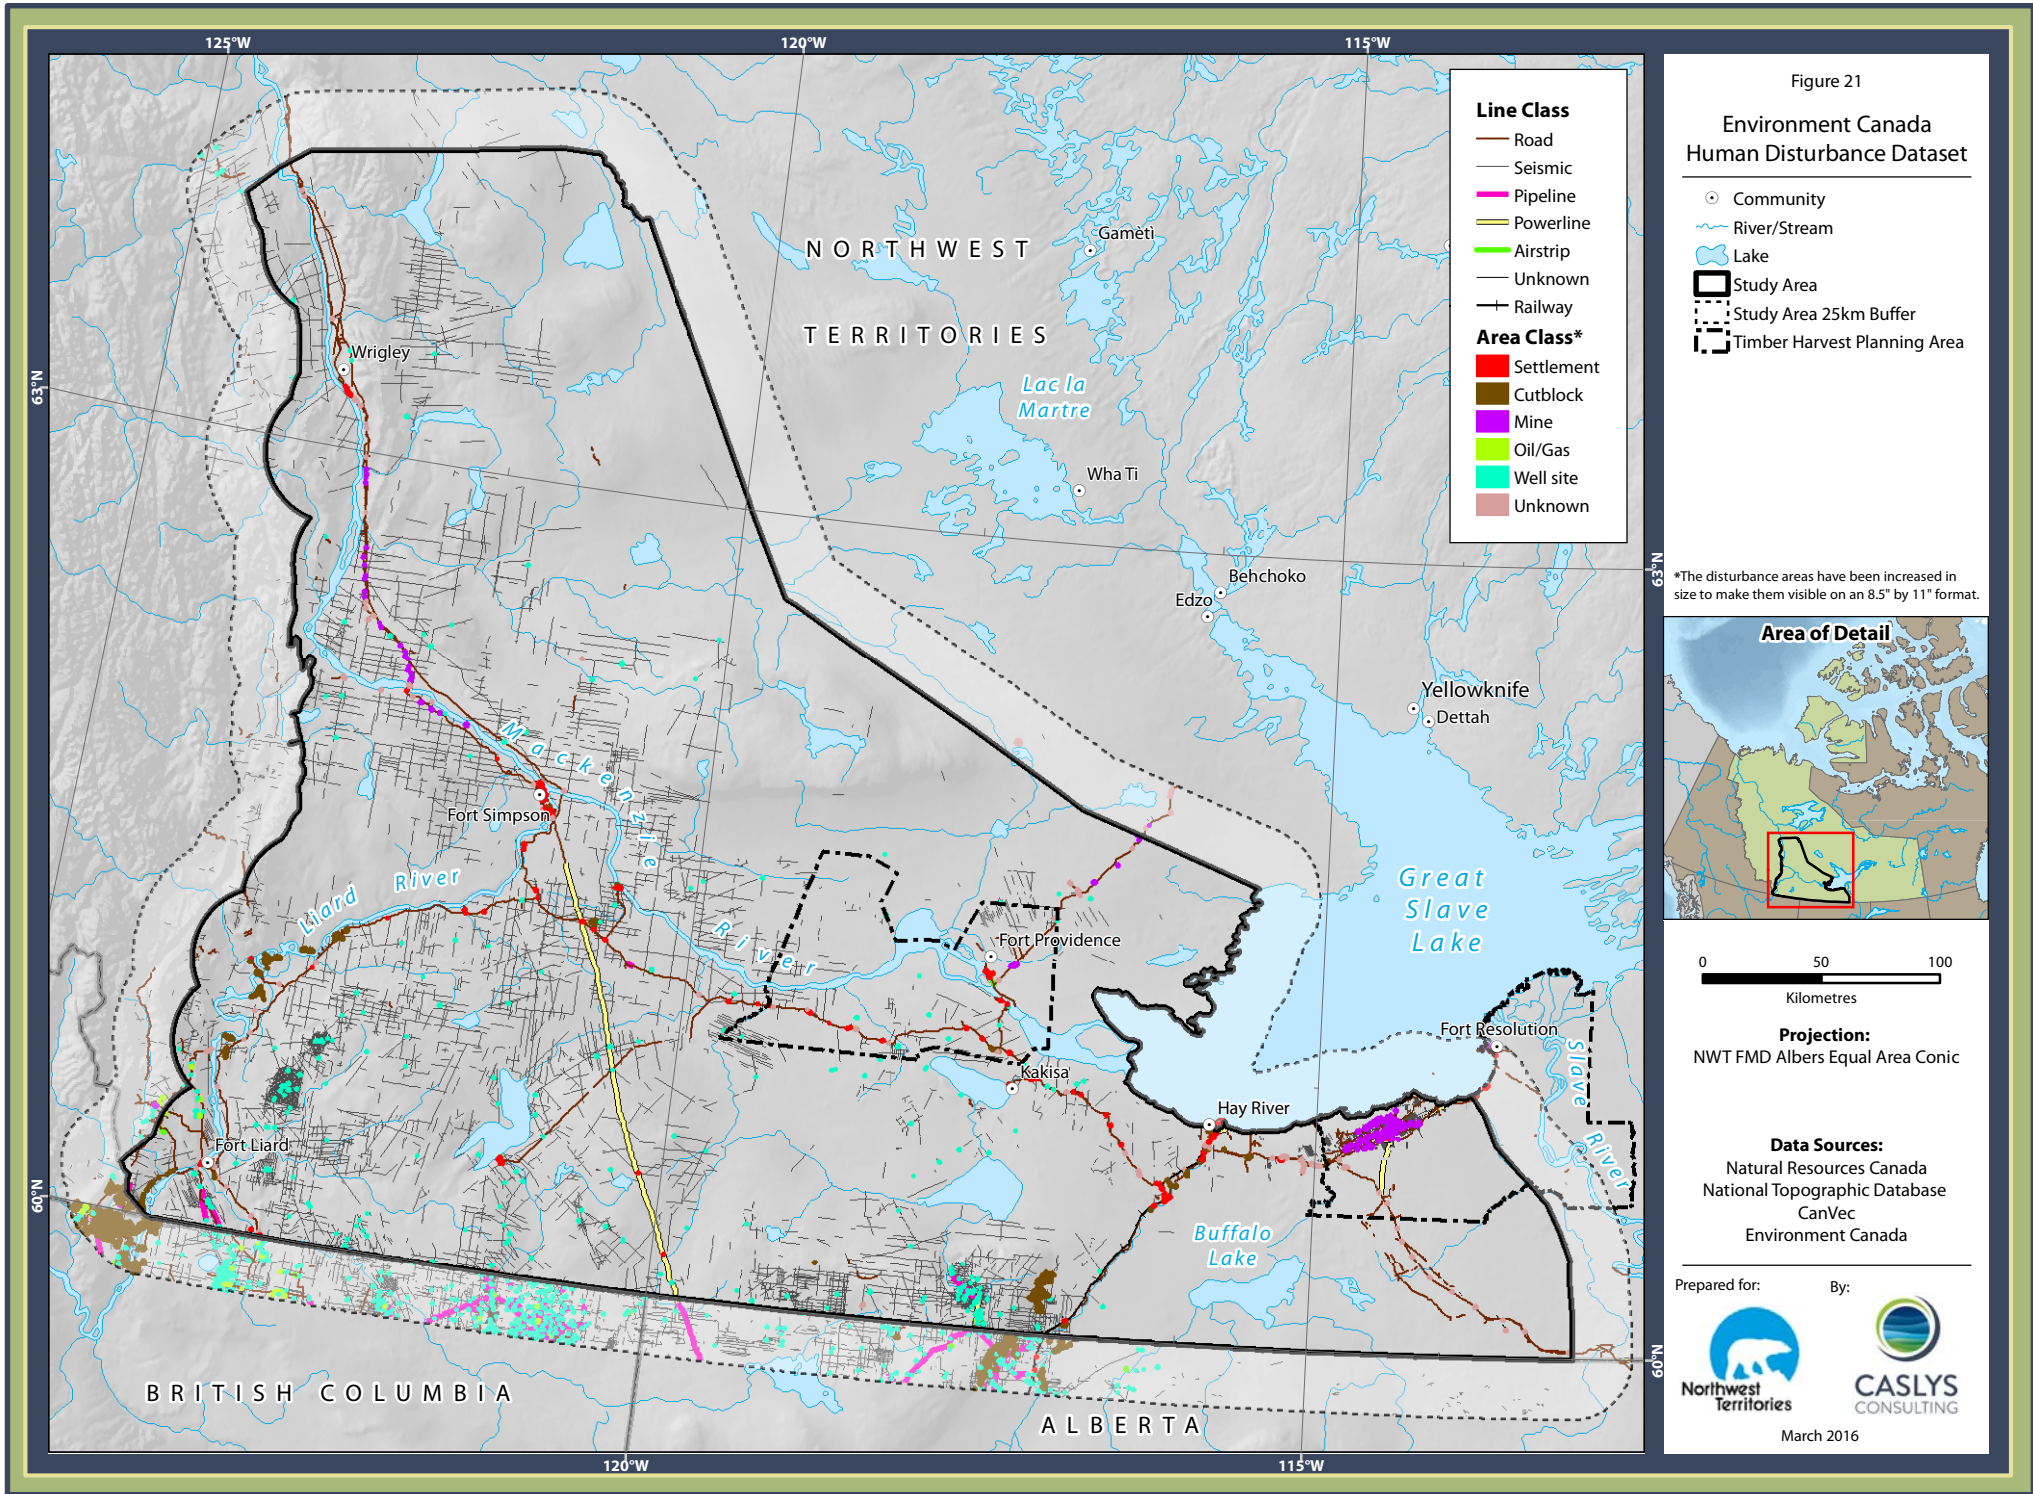 125°W
120°W
115°W
63°N
60°N
63°N
60°N
120°W
115°W
NORTHWEST
TERRITORIES
Gamètì
Lac la
Martre
Wha Ti
Behchoko
Edzo
Yellowknife
Dettah
Wrigley
Mackenzie
River
Fort Simpson
Liard River
Great
Slave
Lake
Fort Providence
Fort Resolution
Slave
River
Kakisa
Hay River
Fort Liard
Buffalo
Lake
BRITISH COLUMBIA
ALBERTA
Line Class
Road
Seismic
Pipeline
Powerline
Airstrip
Unknown
Railway
Area Class*
Settlement
Cutblock
Mine
Oil/Gas
Well site
Unknown
Figure 21
Environment Canada
Human Disturbance Dataset
Community
River/Stream
Lake
Study Area
Study Area 25km Buffer
Timber Harvest Planning Area
*The disturbance areas have been increased in
size to make them visible on an 8.5" by 11" format.
Area of Detail
0 50 100
Kilometres
Projection:
NWT FMD Albers Equal Area Conic
Data Sources:
Natural Resources Canada
National Topographic Database
CanVec
Environment Canada
Prepared for: By:
Northwest
Territories
CASLYS
CONSULTING
March 2016